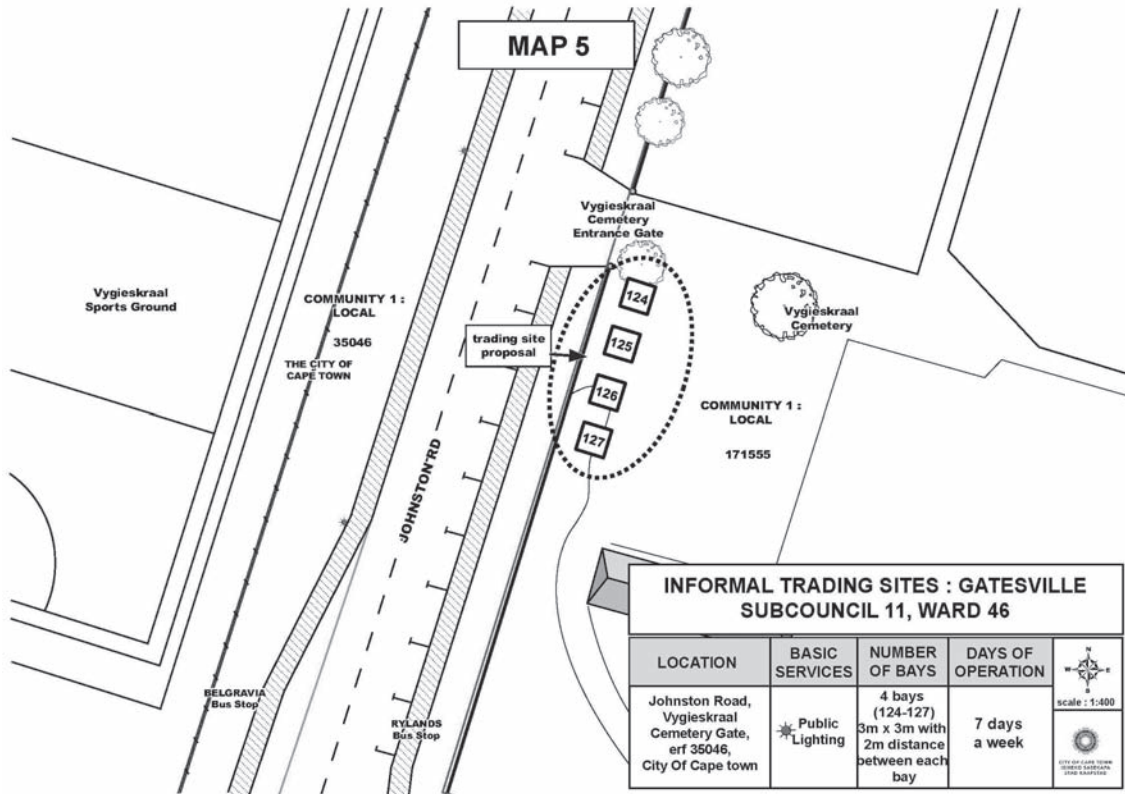 MAP 5
Vygieskraal
Cemetery
Entrance Gate
Vygieskraal
Sports Ground
COMMUNITY 1 :
LOCAL
35046
THE CITY OF
CAPE TOWN
trading site
proposal
124
125
126
127
Vygieskraal
Cemetery
COMMUNITY 1 :
LOCAL
171555
JOHNSTON RD
BELGRAVIA
Bus Stop
RYLANDS
Bus Stop
INFORMAL TRADING SITES : GATESVILLE
SUBCOUNCIL 11, WARD 46
LOCATION
BASIC
SERVICES
NUMBER
OF BAYS
DAYS OF
OPERATION
Johnston Road,
Vygieskraal
Cemetery Gate,
erf 35046,
City Of Cape town
Public
Lighting
4 bays
(124-127)
3m x 3m with
2m distance
between each
bay
7 days
a week
N
W
E
S
scale : 1:400
CITY OF CAPE TOWN
ISIXEKO SASEKAPA
STAD KAAPSTAD